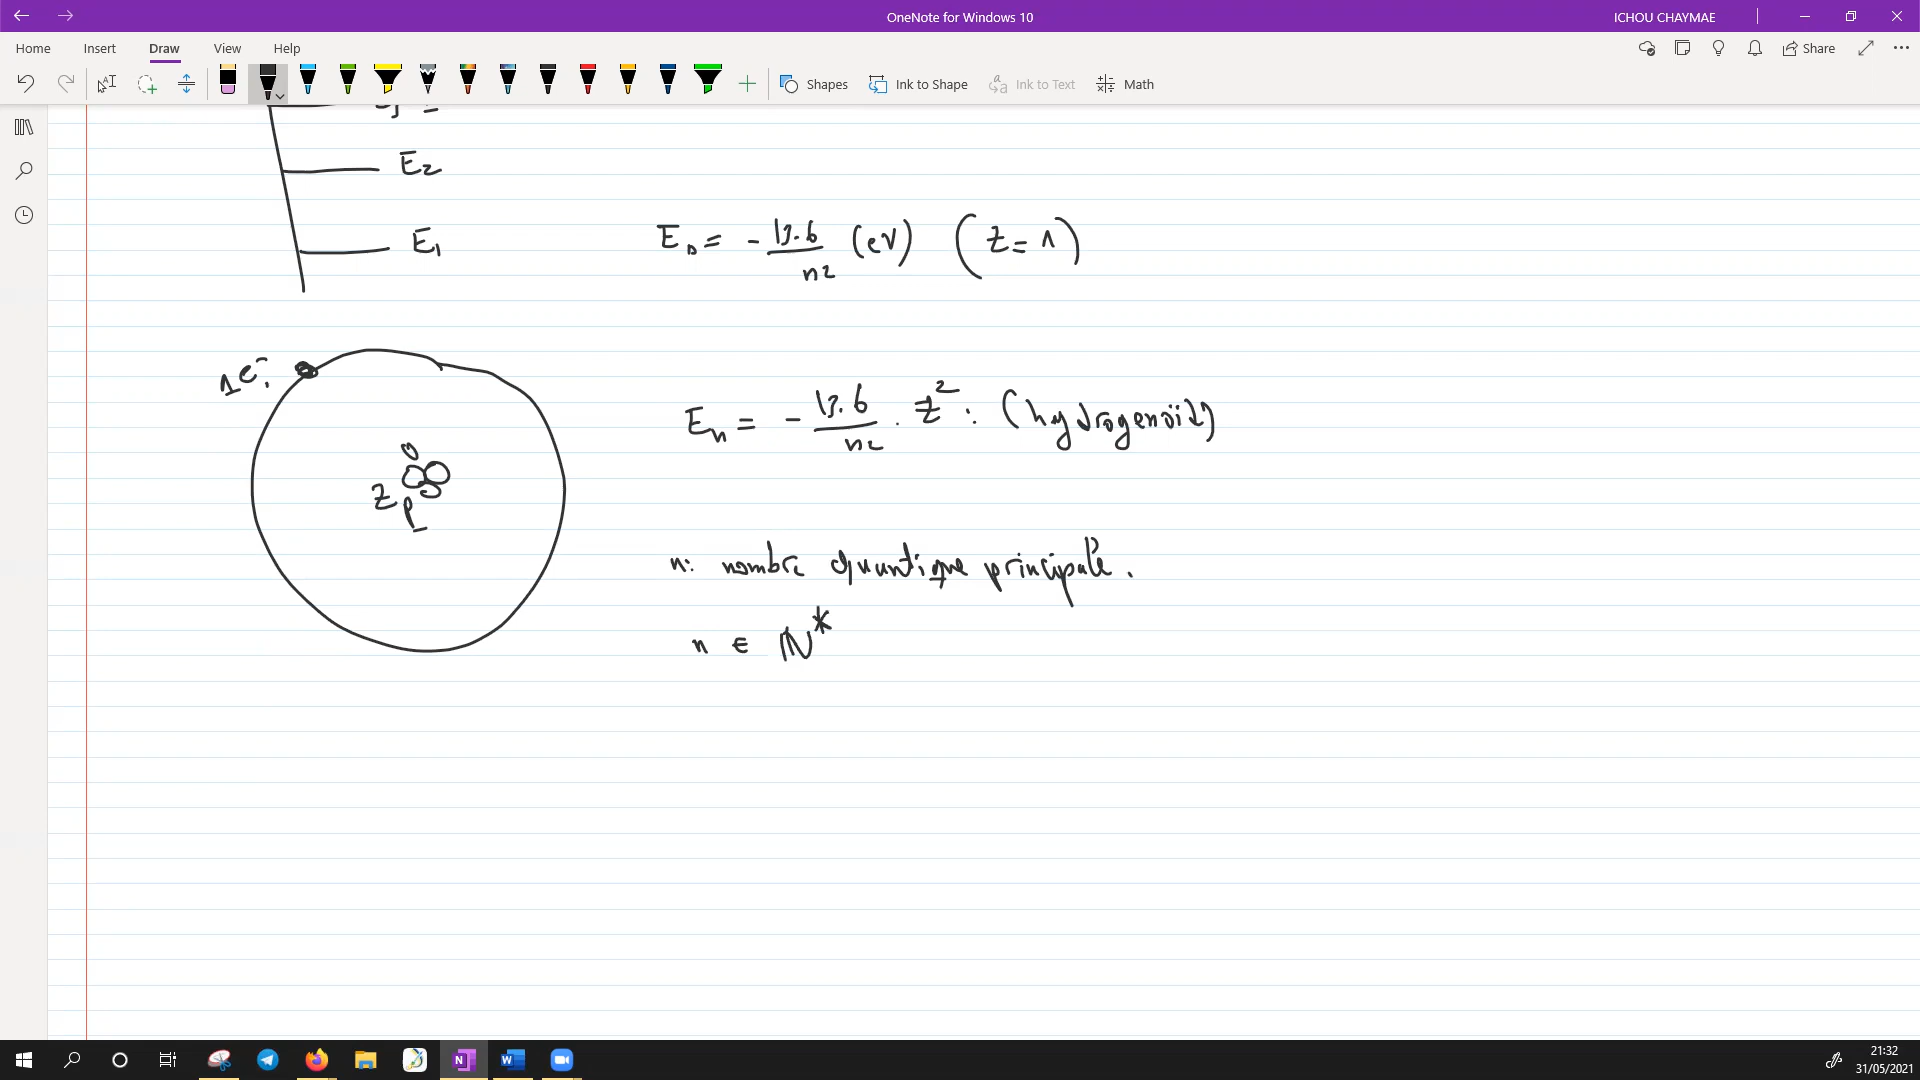 OneNote for Windows 10
ICHOU CHAYMAE
Home Insert Draw View Help
Share
Shapes
Ink to Shape
Ink to Text
Math
E2
E1
En = - 13.6/n2 (eV) (Z = 1)
1e-
Z p
En = - 13.6/n2 . Z^2 : (hydrogenoïd)
n: nombre quantique principale.
n ∈ ℕ*
21:32
31/05/2021